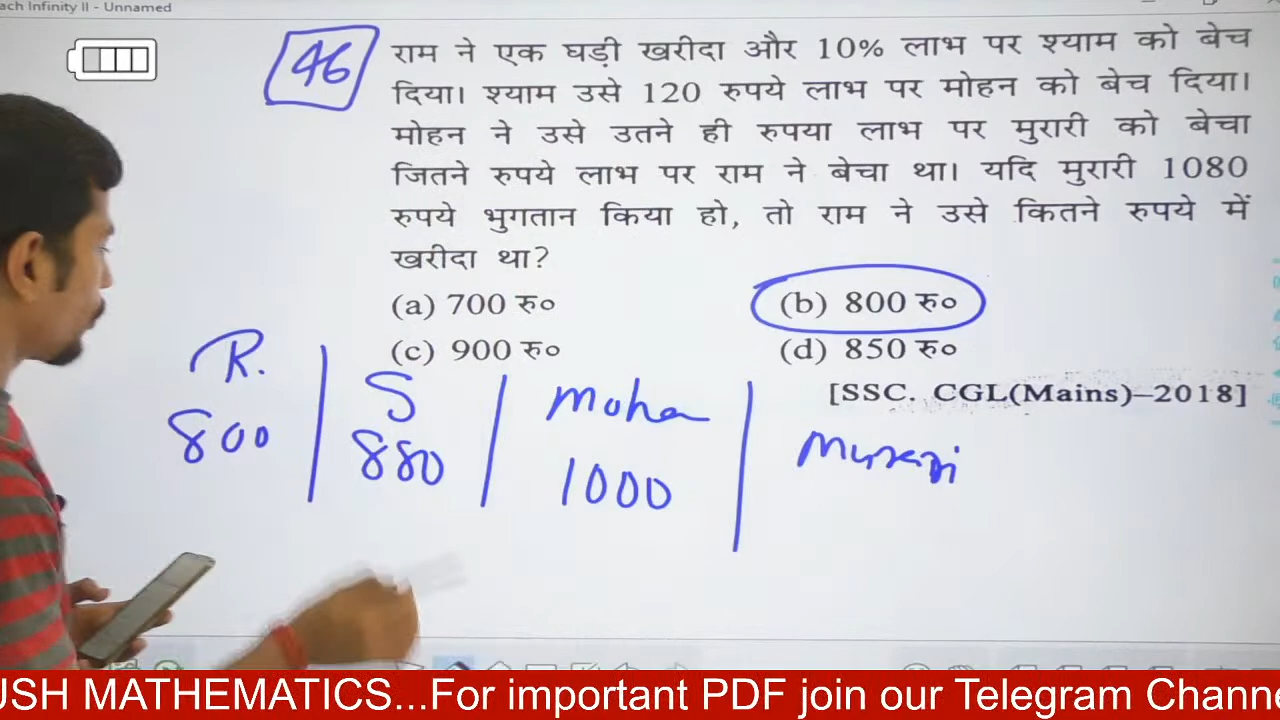 ach Infinity II - Unnamed
46
राम ने एक घड़ी खरीदा और 10% लाभ पर श्याम को बेच
दिया। श्याम उसे 120 रुपये लाभ पर मोहन को बेच दिया।
मोहन ने उसे उतने ही रुपया लाभ पर मुरारी को बेचा
जितने रुपये लाभ पर राम ने बेचा था। यदि मुरारी 1080
रुपये भुगतान किया हो, तो राम ने उसे कितने रुपये में
खरीदा था?
(a) 700 रु० (b) 800 रु०
(c) 900 रु० (d) 850 रु०
[SSC. CGL(Mains)–2018]
R. S Moha Murari
800 880 1000
USH MATHEMATICS...For important PDF join our Telegram Channe